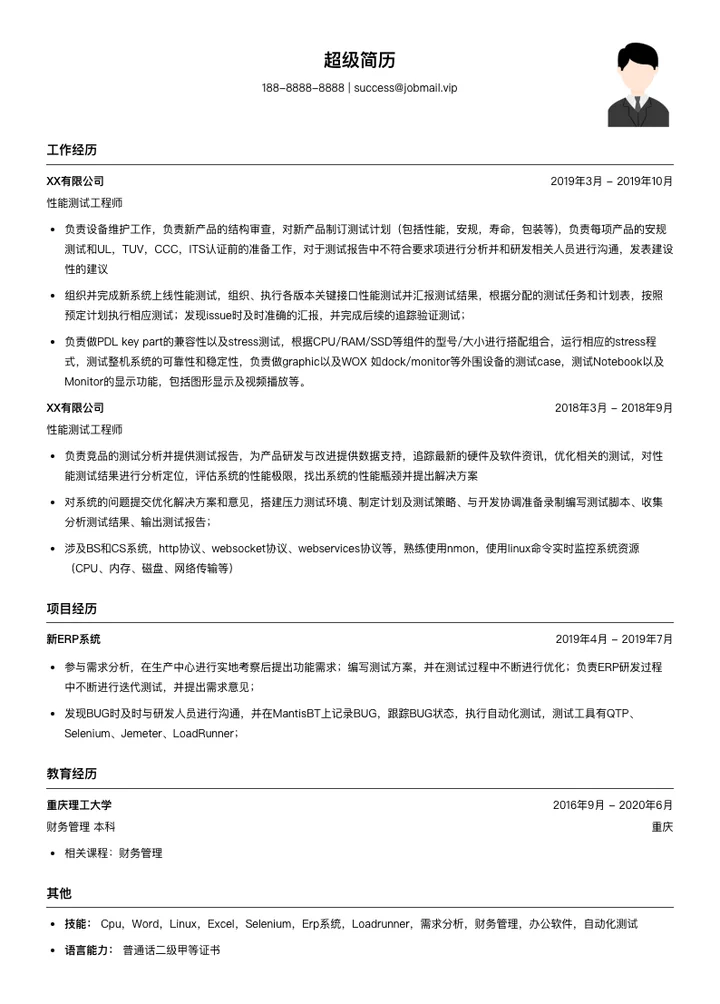 超级简历
188-8888-8888 | success@jobmail.vip
工作经历
XX有限公司 2019年3月 - 2019年10月
性能测试工程师
• 负责设备维护工作，负责新产品的结构审查，对新产品制订测试计划（包括性能，安规，寿命，包装等），负责每项产品的安规
测试和UL，TUV，CCC，ITS认证前的准备工作，对于测试报告中不符合要求项进行分析并和研发相关人员进行沟通，发表建设
性的建议
• 组织并完成新系统上线性能测试，组织、执行各版本关键接口性能测试并汇报测试结果，根据分配的测试任务和计划表，按照
预定计划执行相应测试；发现issue时及时准确的汇报，并完成后续的追踪验证测试；
• 负责做PDL key part的兼容性以及stress测试，根据CPU/RAM/SSD等组件的型号/大小进行搭配组合，运行相应的stress程
式，测试整机系统的可靠性和稳定性，负责做graphic以及WOX 如dock/monitor等外围设备的测试case，测试Notebook以及
Monitor的显示功能，包括图形显示及视频播放等。
XX有限公司 2018年3月 - 2018年9月
性能测试工程师
• 负责竞品的测试分析并提供测试报告，为产品研发与改进提供数据支持，追踪最新的硬件及软件资讯，优化相关的测试，对性
能测试结果进行分析定位，评估系统的性能极限，找出系统的性能瓶颈并提出解决方案
• 对系统的问题提交优化解决方案和意见，搭建压力测试环境、制定计划及测试策略、与开发协调准备录制编写测试脚本、收集
分析测试结果、输出测试报告；
• 涉及BS和CS系统，http协议、websocket协议、webservices协议等，熟练使用nmon，使用linux命令实时监控系统资源
（CPU、内存、磁盘、网络传输等）
项目经历
新ERP系统 2019年4月 - 2019年7月
• 参与需求分析，在生产中心进行实地考察后提出功能需求；编写测试方案，并在测试过程中不断进行优化；负责ERP研发过程
中不断进行迭代测试，并提出需求意见；
• 发现BUG时及时与研发人员进行沟通，并在MantisBT上记录BUG，跟踪BUG状态，执行自动化测试，测试工具有QTP、
Selenium、Jemeter、LoadRunner；
教育经历
重庆理工大学 2016年9月 - 2020年6月
财务管理 本科 重庆
• 相关课程：财务管理
其他
• 技能： Cpu，Word，Linux，Excel，Selenium，Erp系统，Loadrunner，需求分析，财务管理，办公软件，自动化测试
• 语言能力： 普通话二级甲等证书